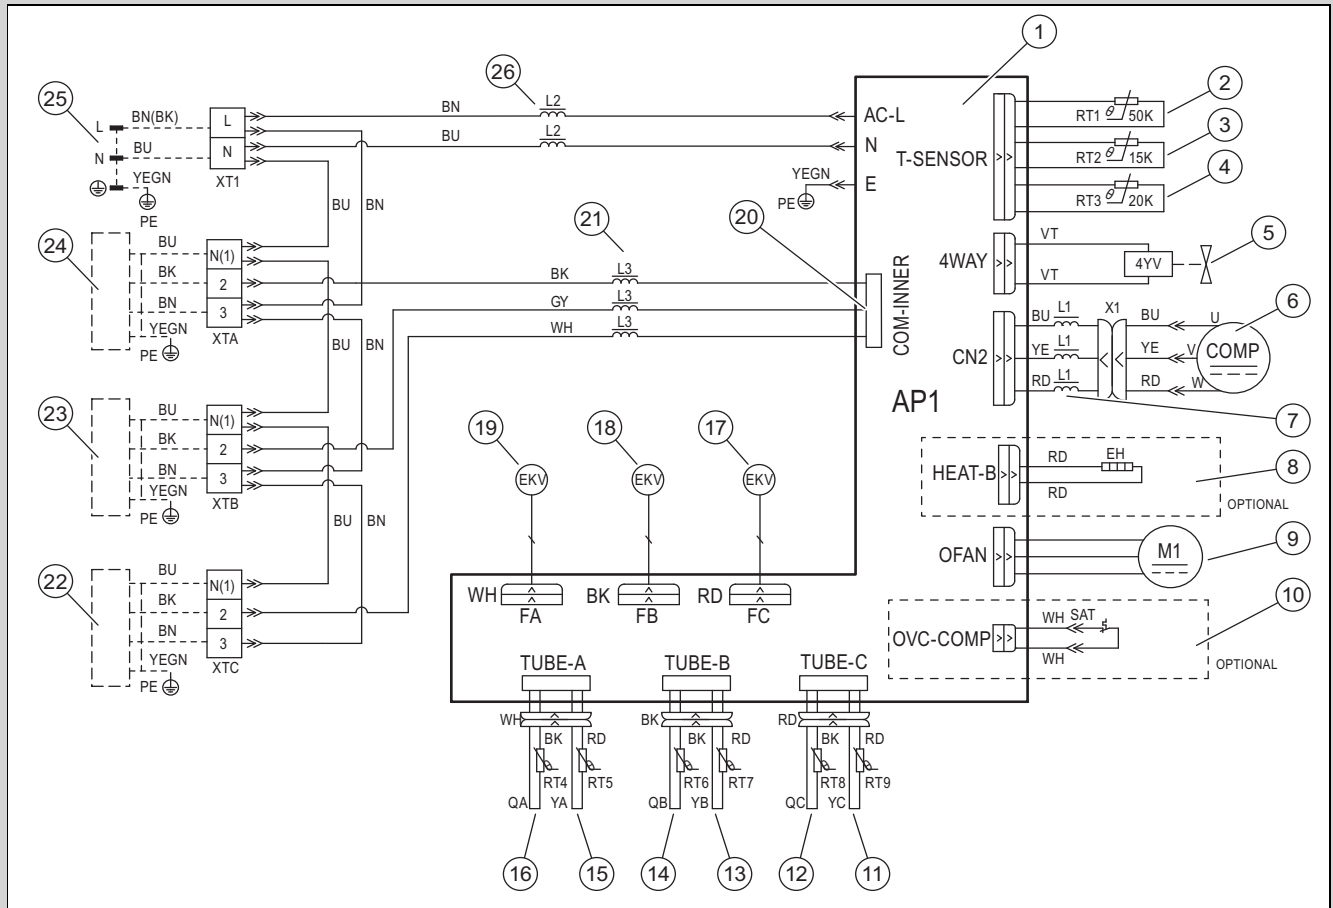 1
26
2
25
L2
BN
AC-L
BN(BK)
L
L
RT1
50K
3
L2
BU
N
BU
N
N
T-SENSOR
RT2
15K
YEGN
XT1
YEGN
E
4
PE
PE
RT3
20K
BU
BN
20
21
24
BU
N(1)
VT
5
BK
2
BK
L3
4WAY
4YV
BN
3
GY
L3
VT
YEGN
COM-INNER
PE
XTA
WH
L3
BU
L1
X1
BU
U
6
BU
BN
CN2
YE
L1
YE
V
COMP
RD
L1
RD
W
AP1
7
23
BU
N(1)
BK
2
19
18
17
BN
3
EKV
EKV
EKV
HEAT-B
RD
EH
8
YEGN
RD
PE
XTB
OPTIONAL
BU
BN
OFAN
M1
9
22
BU
N(1)
BK
2
WH
FA
BK
FB
RD
FC
10
BN
3
WH
SAT
YEGN
OVC-COMP
WH
PE
XTC
OPTIONAL
TUBE-A
TUBE-B
TUBE-C
WH
BK
RD
BK
RD
BK
RD
BK
RD
RT4
RT5
RT6
RT7
RT8
RT9
QA
YA
QB
YB
QC
YC
16
15
14
13
12
11